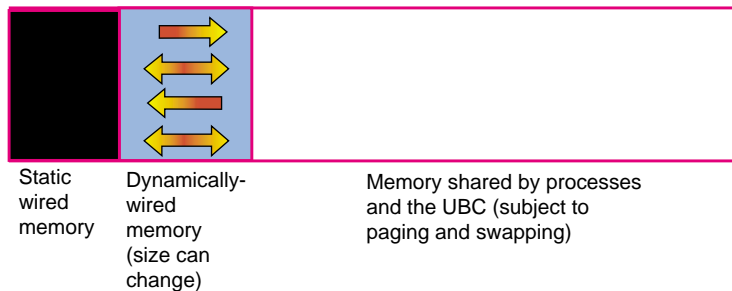 Static
wired
memory
Dynamically-
wired
memory
(size can
change)
Memory shared by processes
and the UBC (subject to
paging and swapping)